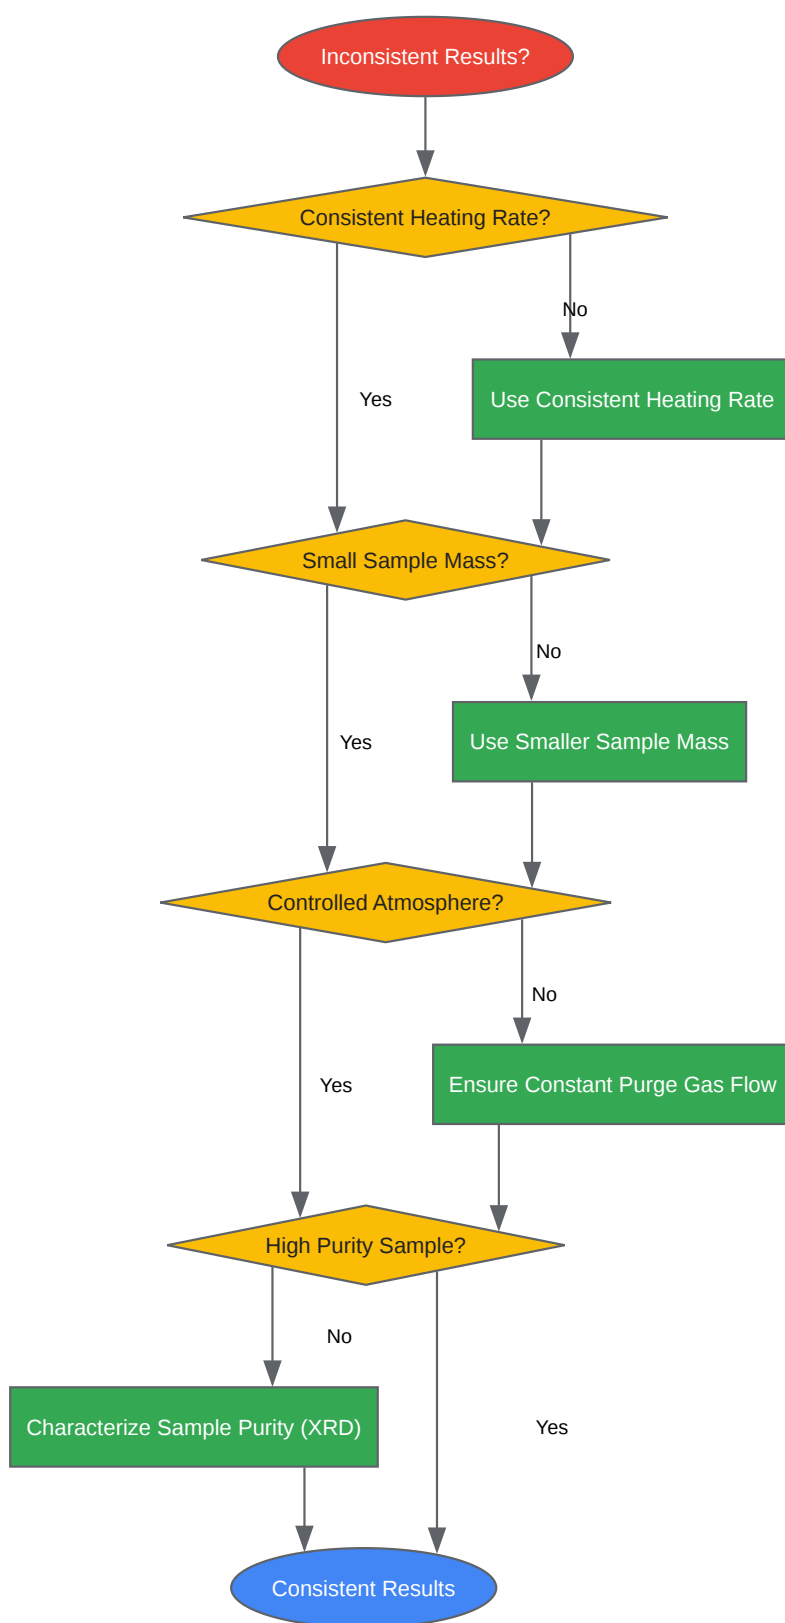 Inconsistent Results?
Consistent Heating Rate?
No
Use Consistent Heating Rate
Yes
Small Sample Mass?
No
Use Smaller Sample Mass
Yes
Controlled Atmosphere?
No
Ensure Constant Purge Gas Flow
Yes
High Purity Sample?
No
Characterize Sample Purity (XRD)
Yes
Consistent Results